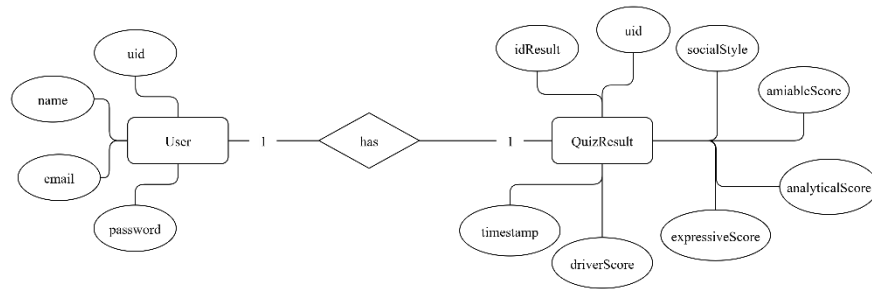 uid
name
User
email
password
1
has
1
idResult
uid
socialStyle
amiableScore
QuizResult
analyticalScore
timestamp
driverScore
expressiveScore